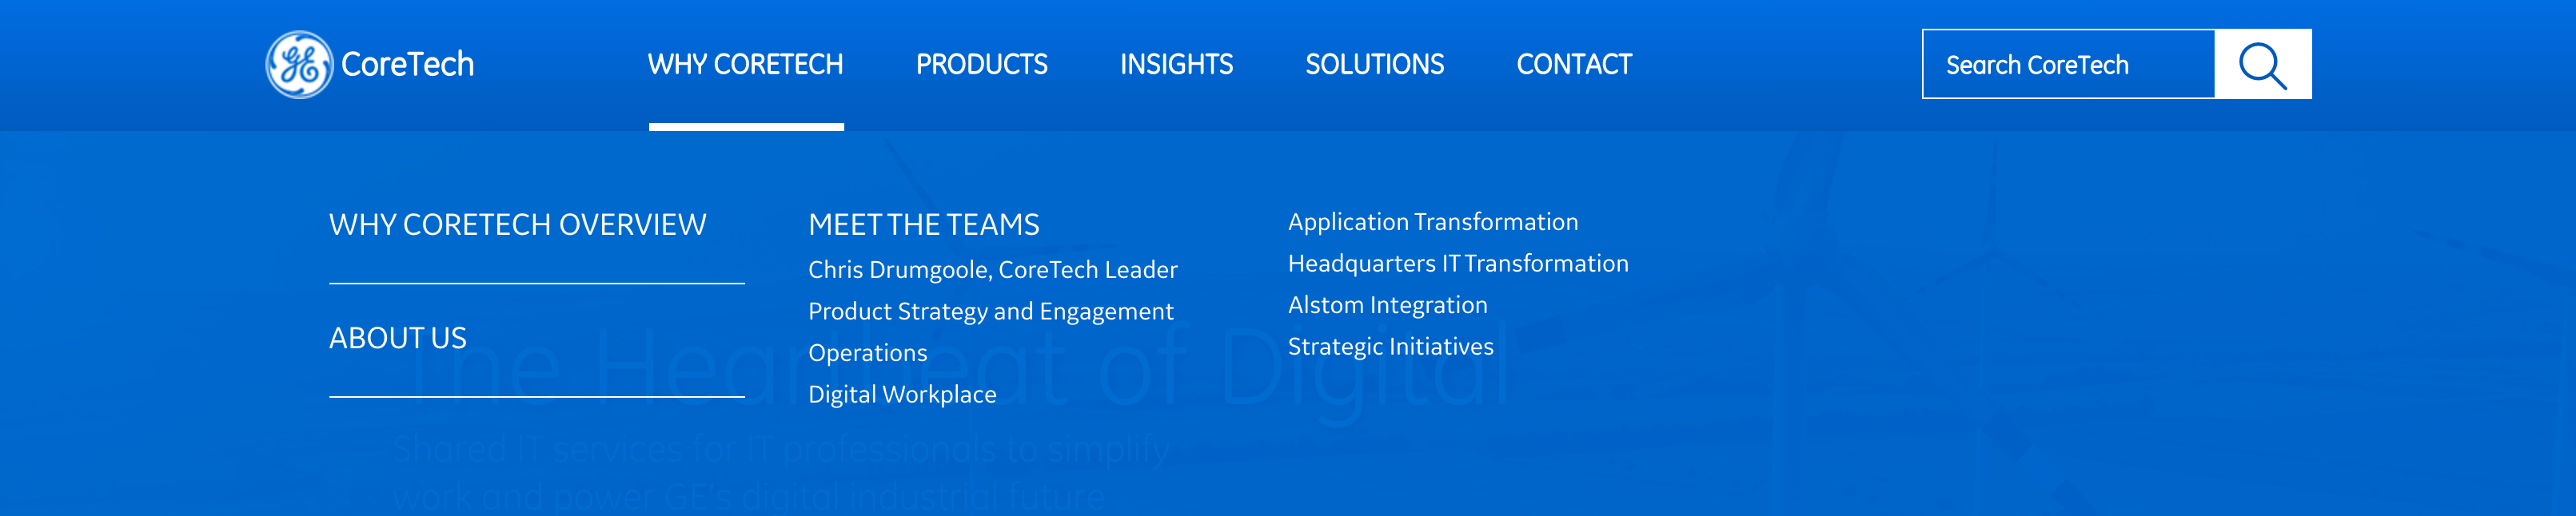 GE CoreTech
WHY CORETECH
PRODUCTS
INSIGHTS
SOLUTIONS
CONTACT
Search CoreTech
WHY CORETECH OVERVIEW
ABOUT US
MEET THE TEAMS
Chris Drumgoole, CoreTech Leader
Product Strategy and Engagement
Operations
Digital Workplace
Application Transformation
Headquarters IT Transformation
Alstom Integration
Strategic Initiatives
The Heartbeat of Digital
Shared IT services for IT professionals to simplify
work and power GE's digital industrial future